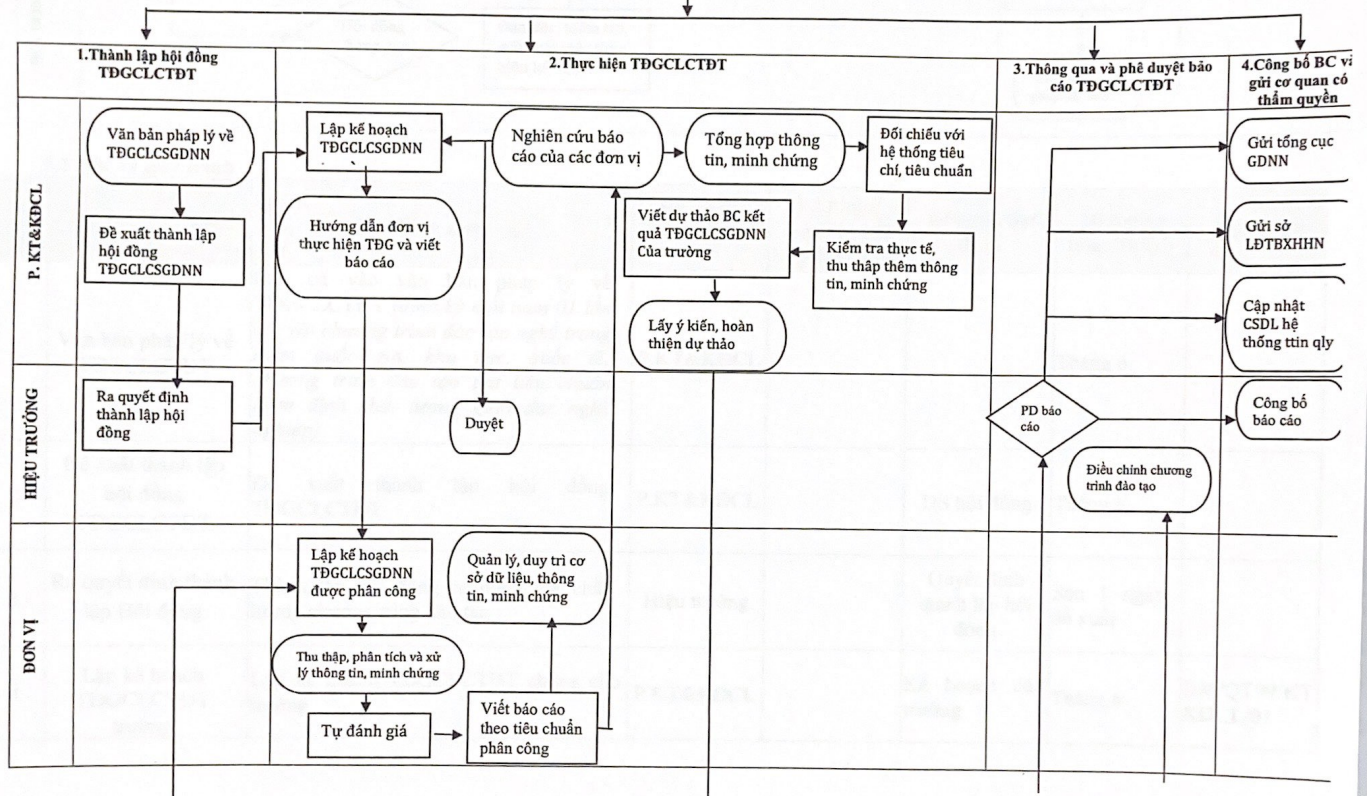 1.Thành lập hội đồng
TĐGCLCTĐT
2.Thực hiện TĐGCLCTĐT
3.Thông qua và phê duyệt bảo
cáo TĐGCLCTĐT
4.Công bố BC và
gửi cơ quan có
thẩm quyền
P. KT&KĐCL
Văn bản pháp lý về
TĐGCLCSGDNN
Đề xuất thành lập
hội đồng
TĐGCLCSGDNN
Lập kế hoạch
TĐGCLCSGDNN
Hướng dẫn đơn vị
thực hiện TĐG và viết
báo cáo
Nghiên cứu báo
cáo của các đơn vị
Tổng hợp thông
tin, minh chứng
Đối chiếu với
hệ thống tiêu
chí, tiêu chuẩn
Viết dự thảo BC kết
quả TĐGCLCSGDNN
Của trường
Kiểm tra thực tế,
thu thập thêm thông
tin, minh chứng
Lấy ý kiến, hoàn
thiện dự thảo
Gửi tổng cục
GDNN
Gửi sở
LĐTBXHHN
Cập nhật
CSDL hệ
thống ttin qly
HIỆU TRƯỞNG
Ra quyết định
thành lập hội
đồng
Duyệt
PD báo
cáo
Công bố
báo cáo
Điều chính chương
trình đào tạo
ĐƠN VỊ
Lập kế hoạch
TĐGCLCSGDNN
được phân công
Quản lý, duy trì cơ
sở dữ liệu, thông
tin, minh chứng
Thu thập, phân tích và xử
lý thông tin, minh chứng
Tự đánh giá
Viết báo cáo
theo tiêu chuẩn
phân công